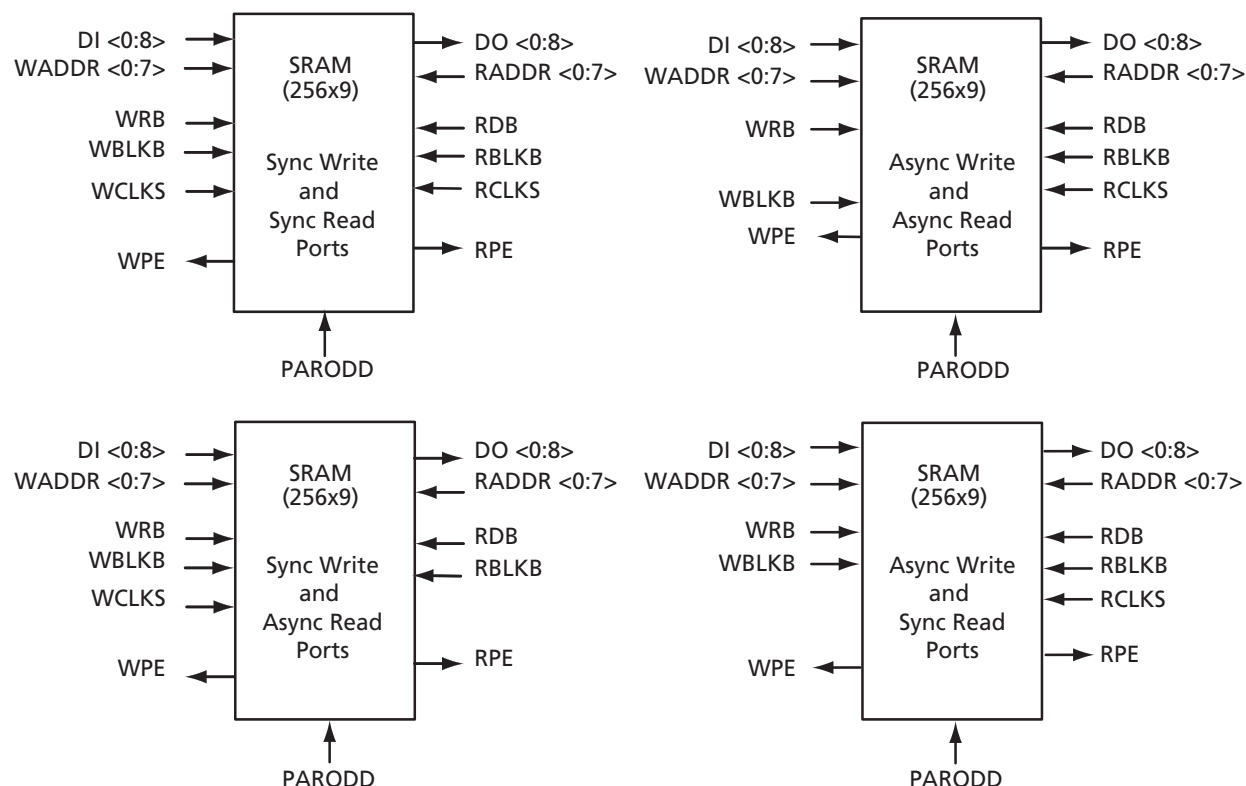 DI <0:8>
WADDR <0:7>
WRB
WBLKB
WCLKS
WPE
SRAM
(256x9)
Sync Write
and
Sync Read
Ports
DO <0:8>
RADDR <0:7>
RDB
RBLKB
RCLKS
RPE
PARODD
DI <0:8>
WADDR <0:7>
WRB
WBLKB
WPE
SRAM
(256x9)
Async Write
and
Async Read
Ports
DO <0:8>
RADDR <0:7>
RDB
RBLKB
RCLKS
RPE
PARODD
DI <0:8>
WADDR <0:7>
WRB
WBLKB
WCLKS
WPE
SRAM
(256x9)
Sync Write
and
Async Read
Ports
DO <0:8>
RADDR <0:7>
RDB
RBLKB
RPE
PARODD
DI <0:8>
WADDR <0:7>
WRB
WBLKB
WPE
SRAM
(256x9)
Async Write
and
Sync Read
Ports
DO <0:8>
RADDR <0:7>
RDB
RBLKB
RCLKS
RPE
PARODD